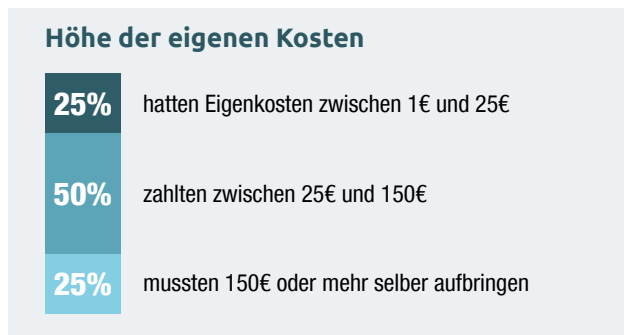 Höhe der eigenen Kosten
25% hatten Eigenkosten zwischen 1€ und 25€
50% zahlten zwischen 25€ und 150€
25% mussten 150€ oder mehr selber aufbringen